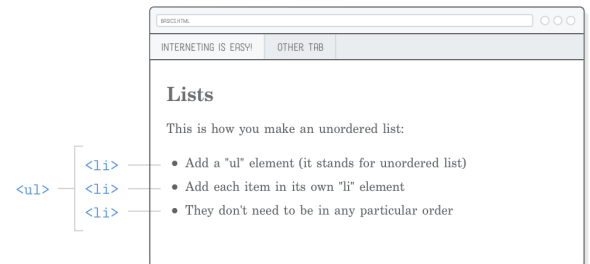 BASICS.HTML
INTERNETING IS EASY! OTHER TAB
Lists
This is how you make an unordered list:
<ul>
<li> • Add a "ul" element (it stands for unordered list)
<li> • Add each item in its own "li" element
<li> • They don't need to be in any particular order